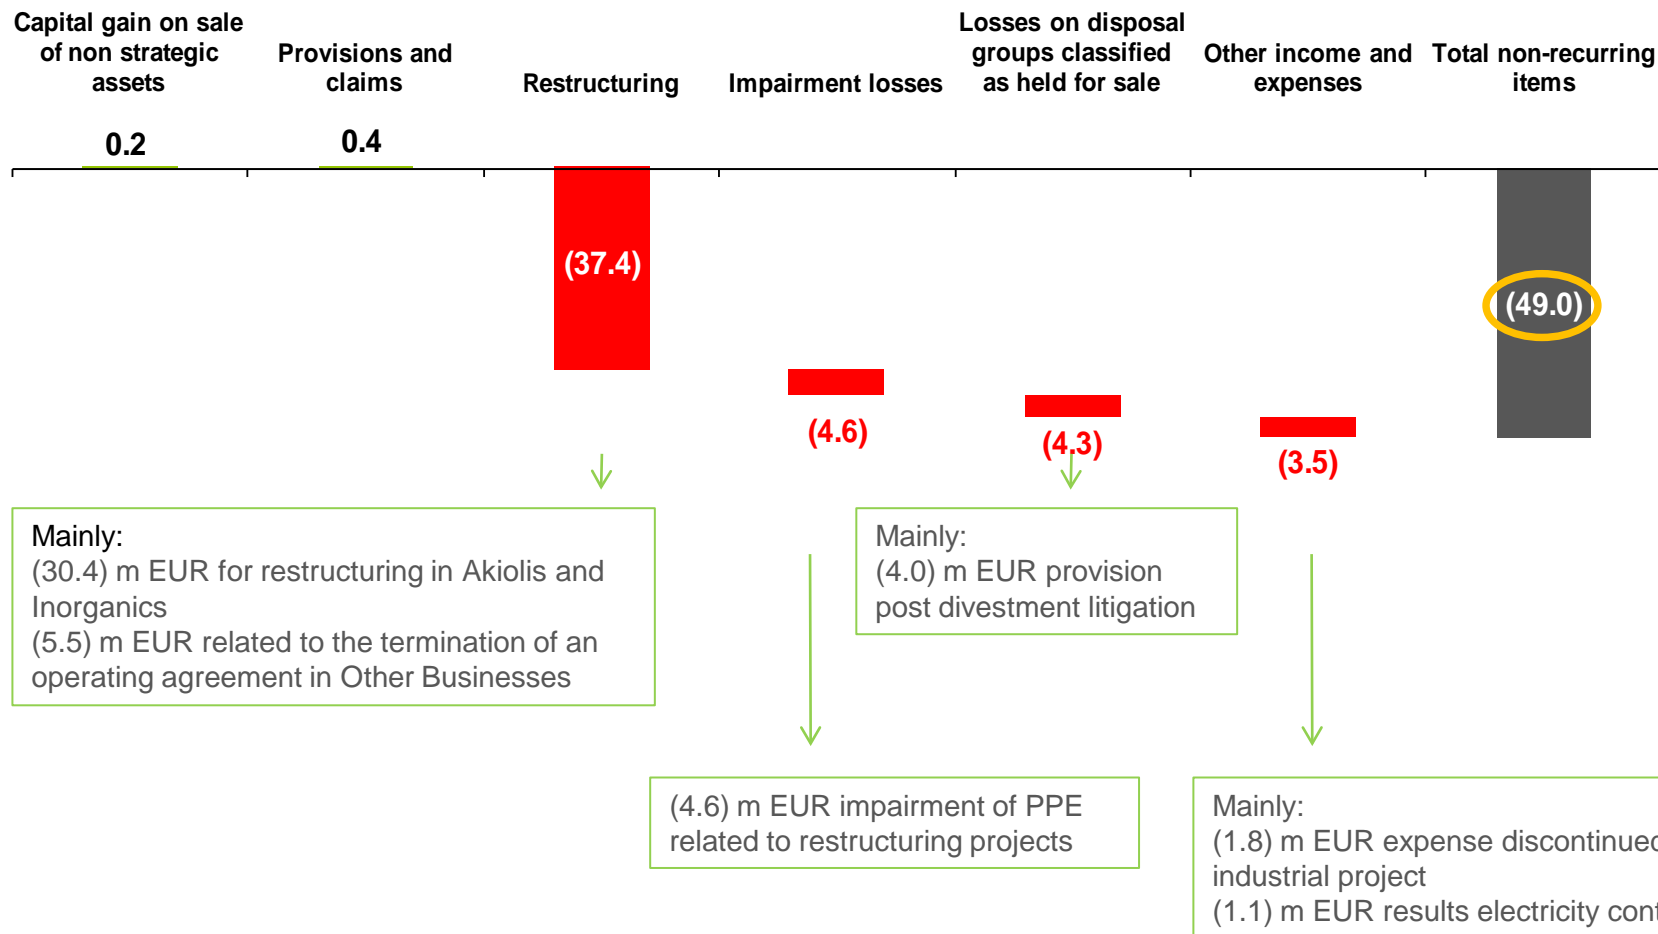 Capital gain on sale
of non strategic
assets
Provisions and
claims
Restructuring
Impairment losses
Losses on disposal
groups classified
as held for sale
Other income and
expenses
Total non-recurring
items
0.2
0.4
(37.4)
(4.6)
(4.3)
(3.5)
(49.0)
Mainly:
(30.4) m EUR for restructuring in Akiolis and
Inorganics
(5.5) m EUR related to the termination of an
operating agreement in Other Businesses
Mainly:
(4.0) m EUR provision
post divestment litigation
(4.6) m EUR impairment of PPE
related to restructuring projects
Mainly:
(1.8) m EUR expense discontinued
industrial project
(1.1) m EUR results electricity